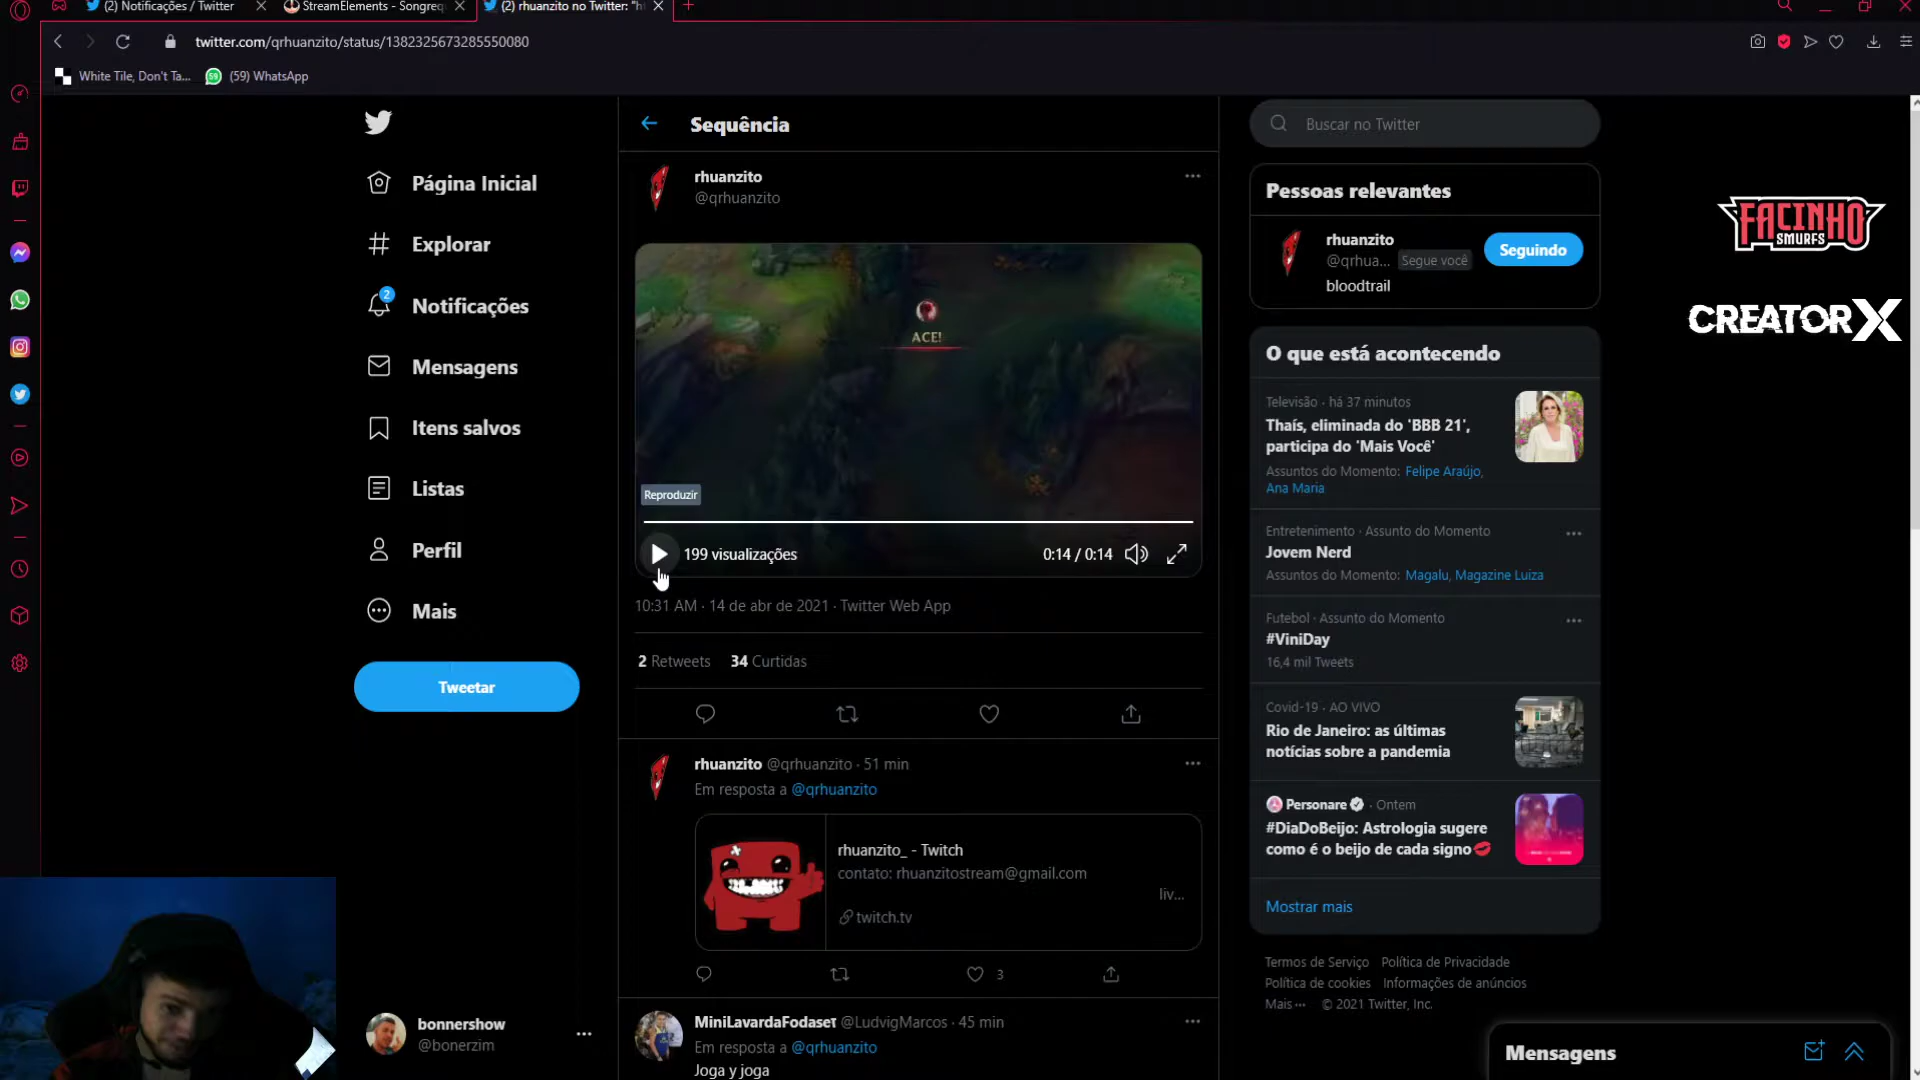 (2) Notificações / Twitter
StreamElements - Songreq
(2) rhuanzito no Twitter: "h
twitter.com/qrhuanzito/status/1382325673285550080
White Tile, Don't Ta...
59
(59) WhatsApp
Página Inicial
Explorar
2
Notificações
Mensagens
Itens salvos
Listas
Perfil
Mais
Tweetar
bonnershow
@bonerzim
Sequência
rhuanzito
@qrhuanzito
ACE!
Reproduzir
199 visualizações
0:14 / 0:14
10:31 AM · 14 de abr de 2021 · Twitter Web App
2 Retweets 34 Curtidas
rhuanzito @qrhuanzito · 51 min
Em resposta a @qrhuanzito
rhuanzito_ - Twitch
contato: rhuanzitostream@gmail.com
liv...
twitch.tv
3
MiniLavardaFodase @LudvigMarcos · 45 min
Em resposta a @qrhuanzito
Joga y joga
Buscar no Twitter
Pessoas relevantes
rhuanzito
@qrhua... Segue você
bloodtrail
Seguindo
O que está acontecendo
Televisão · há 37 minutos
Thaís, eliminada do 'BBB 21',
participa do 'Mais Você'
Assuntos do Momento: Felipe Araújo,
Ana Maria
Entretenimento · Assunto do Momento
Jovem Nerd
Assuntos do Momento: Magalu, Magazine Luiza
Futebol · Assunto do Momento
#ViniDay
16,4 mil Tweets
Covid-19 · AO VIVO
Rio de Janeiro: as últimas
notícias sobre a pandemia
Personare · Ontem
#DiaDoBeijo: Astrologia sugere
como é o beijo de cada signo💋
Mostrar mais
Termos de Serviço Política de Privacidade
Política de cookies Informações de anúncios
Mais ··· © 2021 Twitter, Inc.
Mensagens
FACINHO
SMURFS
CREATORX